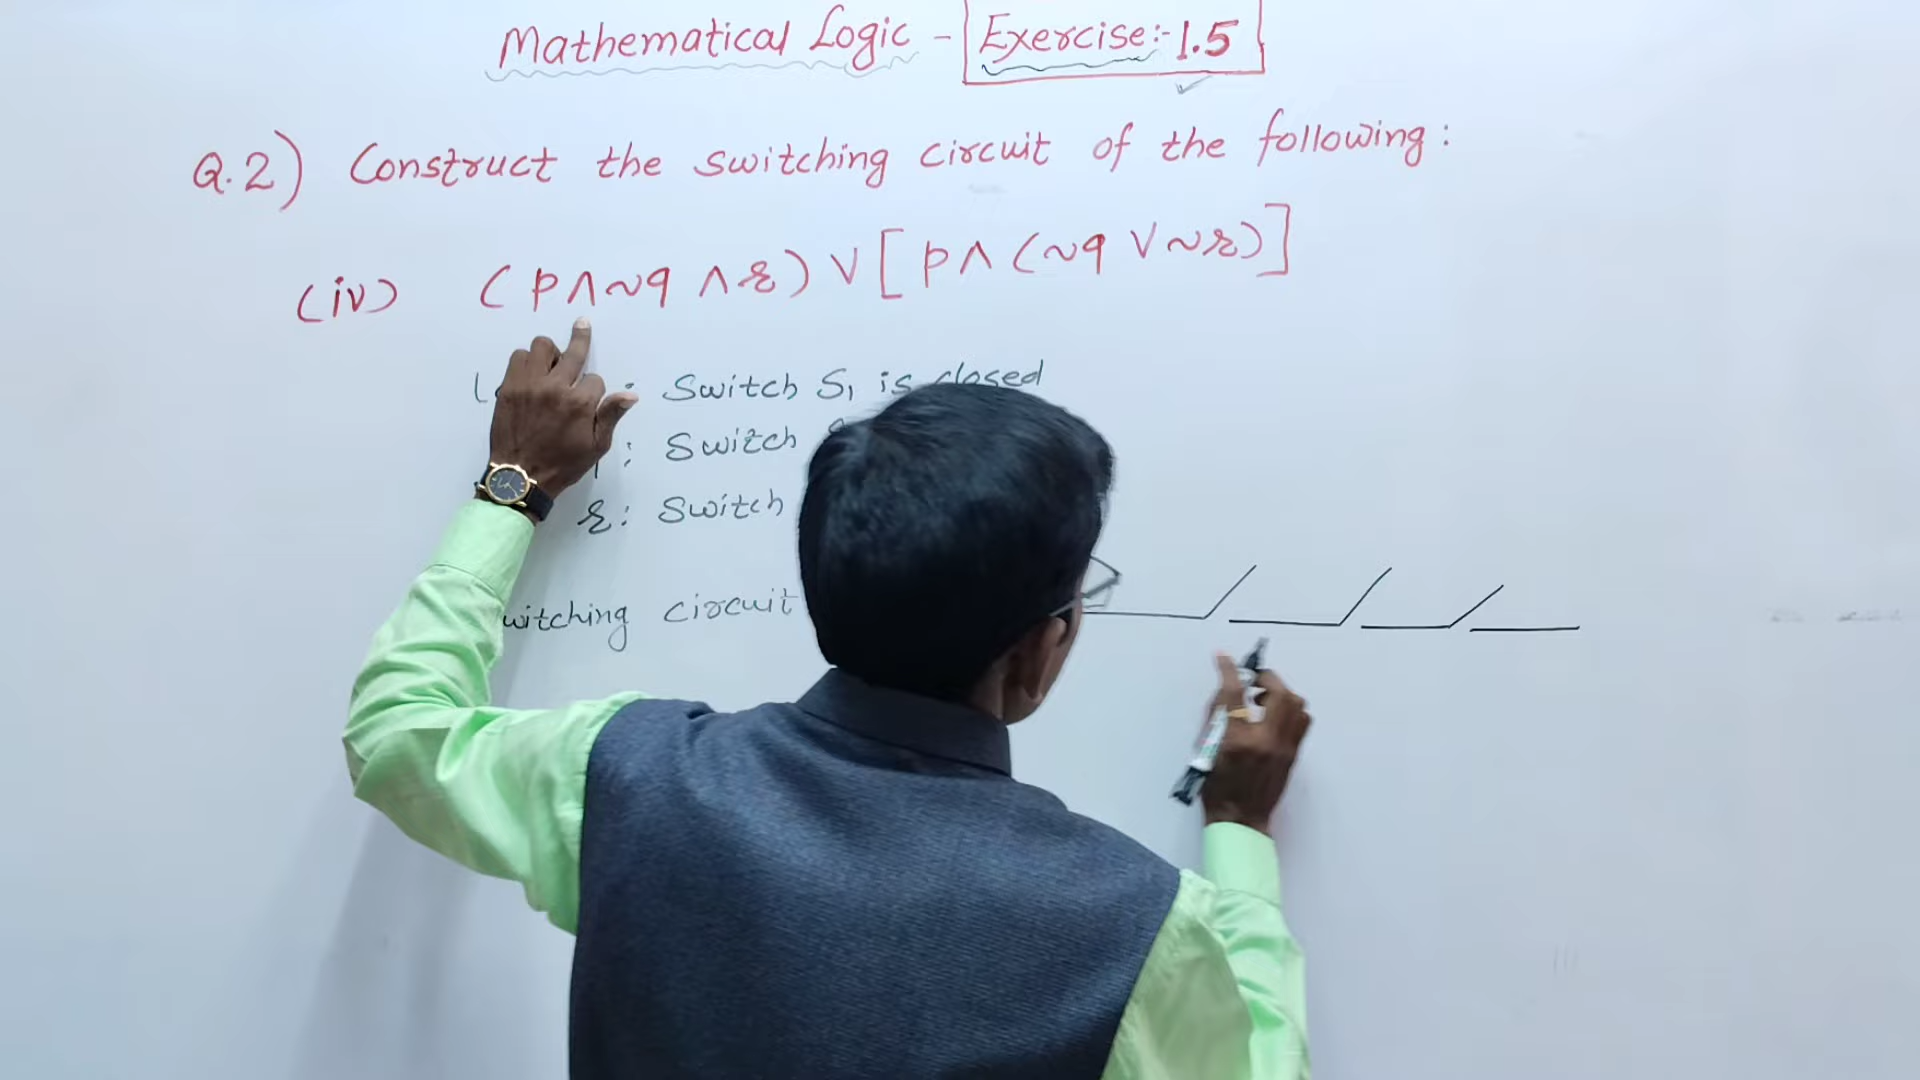 Mathematical Logic - Exercise:- 1.5
Q.2) Construct the switching circuit of the following:
(iv) (p∧~q ∧r) ∨ [p∧ (~q ∨ ~r)]
: Switch S₁ is closed
: Switch
r: Switch
witching circuit